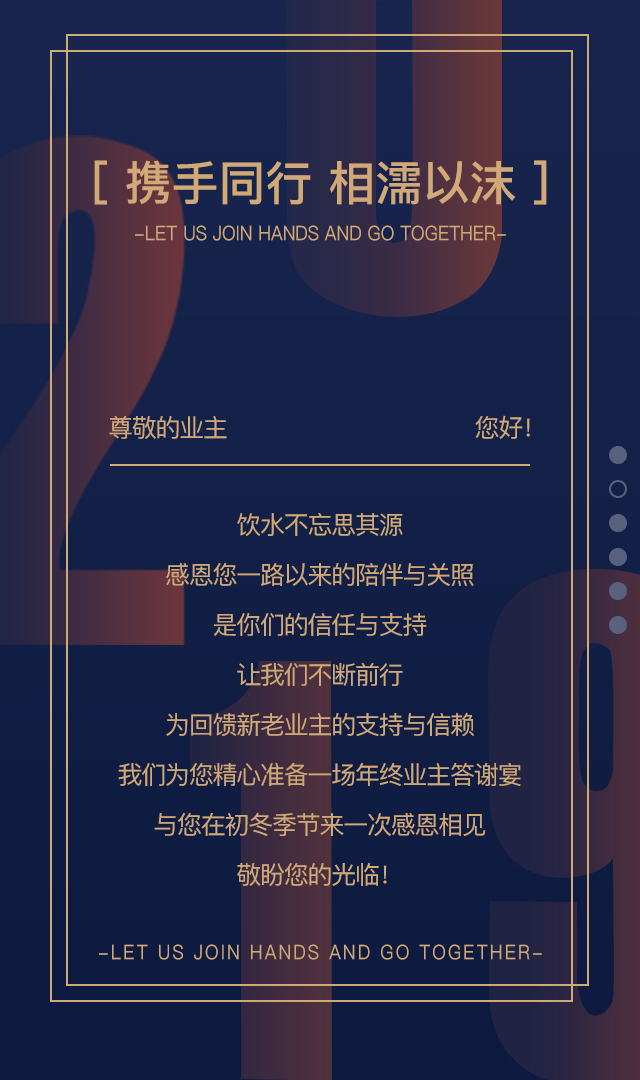 [ 携手同行 相濡以沫 ]
–LET US JOIN HANDS AND GO TOGETHER–
尊敬的业主 您好!
饮水不忘思其源
感恩您一路以来的陪伴与关照
是你们的信任与支持
让我们不断前行
为回馈新老业主的支持与信赖
我们为您精心准备一场年终业主答谢宴
与您在初冬季节来一次感恩相见
敬盼您的光临!
–LET US JOIN HANDS AND GO TOGETHER–
2
0
1
9